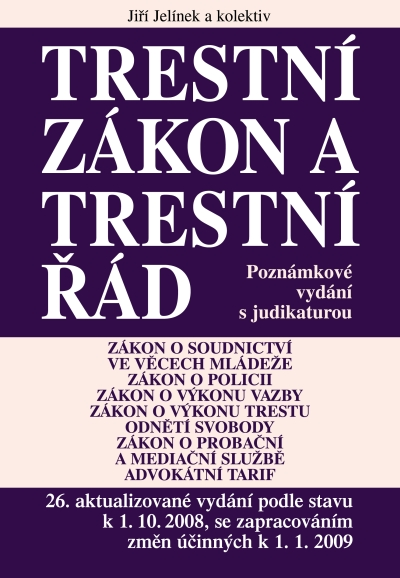 Jiří Jelínek a kolektiv
TRESTNÍ
ZÁKON A
TRESTNÍ
ŘÁD
Poznámkové
vydání
s judikaturou
ZÁKON O SOUDNICTVÍ
VE VĚCECH MLÁDEŽE
ZÁKON O POLICII
ZÁKON O VÝKONU VAZBY
ZÁKON O VÝKONU TRESTU
ODNĚTÍ SVOBODY
ZÁKON O PROBAČNÍ
A MEDIAČNÍ SLUŽBĚ
ADVOKÁTNÍ TARIF
26. aktualizované vydání podle stavu
k 1. 10. 2008, se zapracováním
změn účinných k 1. 1. 2009